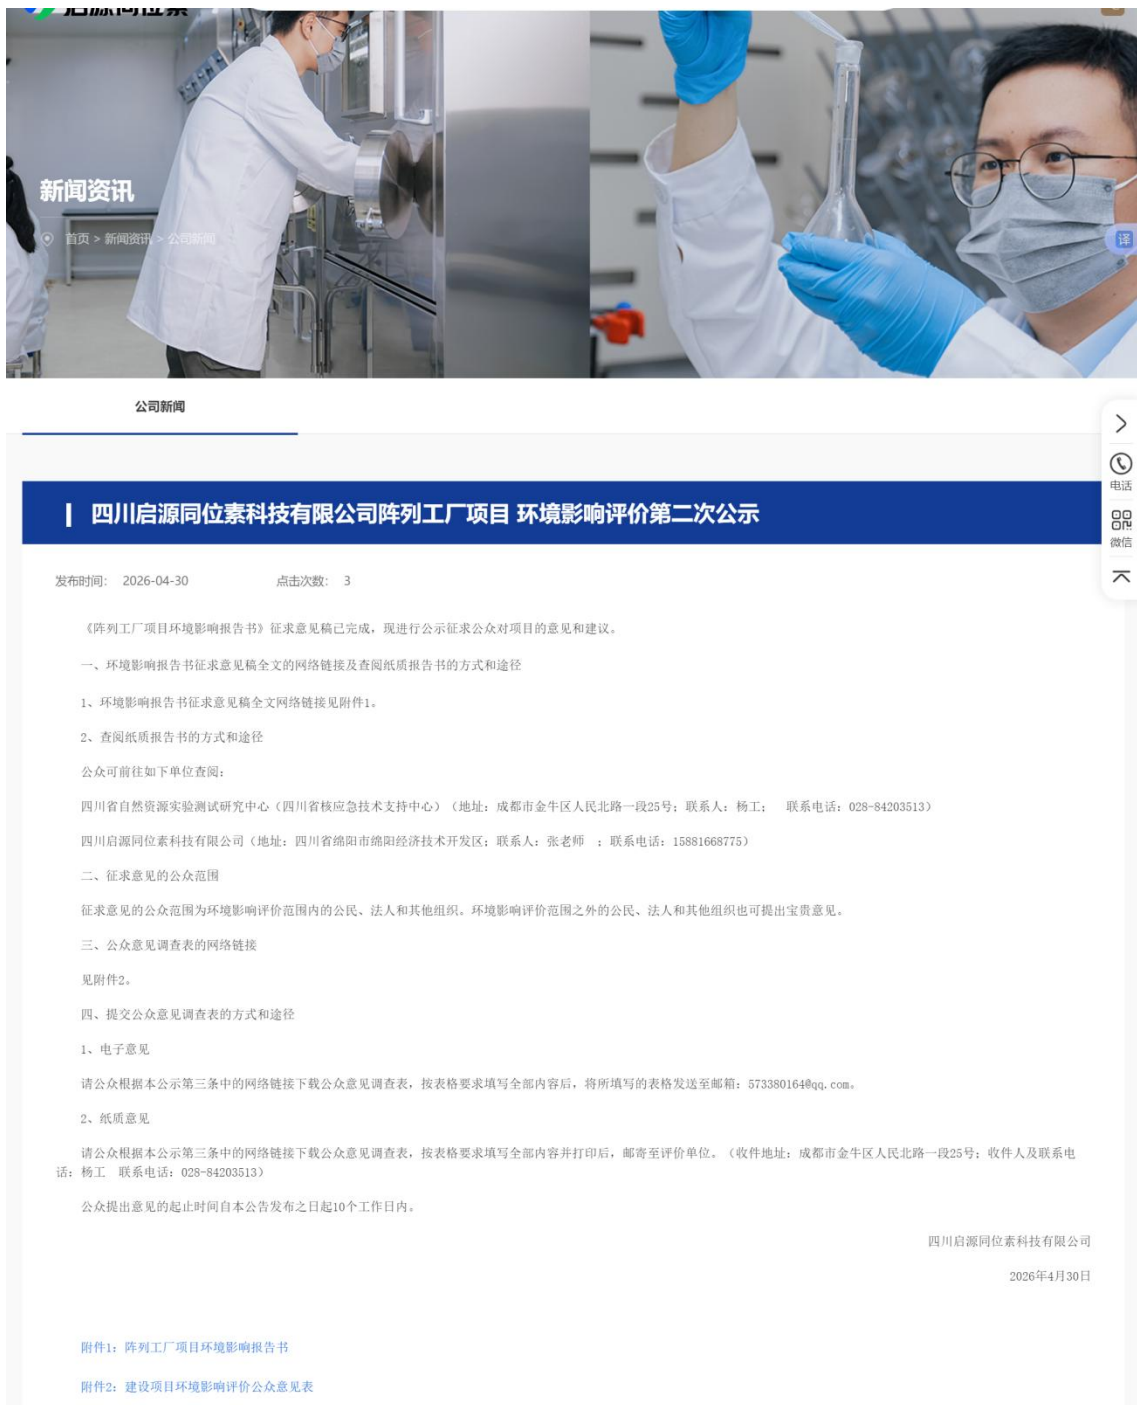 启源同位素
新闻资讯
首页 > 新闻资讯 > 公司新闻
译
公司新闻
电话
微信
四川启源同位素科技有限公司阵列工厂项目 环境影响评价第二次公示
发布时间： 2026-04-30 点击次数： 3
《阵列工厂项目环境影响报告书》征求意见稿已完成，现进行公示征求公众对项目的意见和建议。
一、环境影响报告书征求意见稿全文的网络链接及查阅纸质报告书的方式和途径
1、环境影响报告书征求意见稿全文网络链接见附件1。
2、查阅纸质报告书的方式和途径
公众可前往如下单位查阅：
四川省自然资源实验测试研究中心（四川省核应急技术支持中心）（地址：成都市金牛区人民北路一段25号；联系人：杨工； 联系电话：028-84203513）
四川启源同位素科技有限公司（地址：四川省绵阳市绵阳经济技术开发区；联系人：张老师 ；联系电话：15881668775）
二、征求意见的公众范围
征求意见的公众范围为环境影响评价范围内的公民、法人和其他组织。环境影响评价范围之外的公民、法人和其他组织也可提出宝贵意见。
三、公众意见调查表的网络链接
见附件2。
四、提交公众意见调查表的方式和途径
1、电子意见
请公众根据本公示第三条中的网络链接下载公众意见调查表，按表格要求填写全部内容后，将所填写的表格发送至邮箱：573380164@qq.com。
2、纸质意见
请公众根据本公示第三条中的网络链接下载公众意见调查表，按表格要求填写全部内容并打印后，邮寄至评价单位。（收件地址：成都市金牛区人民北路一段25号；收件人及联系电
话：杨工 联系电话：028-84203513）
公众提出意见的起止时间自本公告发布之日起10个工作日内。
四川启源同位素科技有限公司
2026年4月30日
附件1：阵列工厂项目环境影响报告书
附件2：建设项目环境影响评价公众意见表